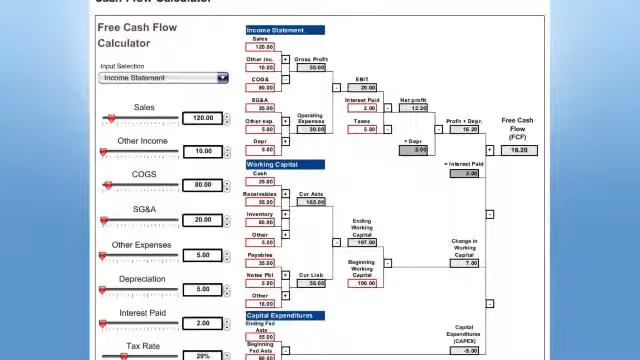 Cash Flow Calculator
Free Cash Flow
Calculator
Input Selection
Income Statement
Sales
120.00
Other Income
10.00
COGS
80.00
SG&A
20.00
Other Expenses
5.00
Depreciation
5.00
Interest Paid
2.00
Tax Rate
20%
Income Statement
Sales
120.00
Other inc.
10.00
+
Gross Profit
50.00
COGS
80.00
-
SG&A
20.00
Other exp.
5.00
+
Operating
Expenses
30.00
Depr
5.00
+
-
EBIT
20.00
Interest Paid
2.00
Taxes
5.80
-
Net profit
12.20
= Depr
-
Profit + Depr.
16.20
= Interest Paid
2.00
+
Free Cash
Flow
(FCF)
16.20
Working Capital
Cash
25.00
Receivables
55.00
+
Cur Asts
165.00
Inventory
80.00
+
Other
5.00
+
Payables
35.00
Notes Pbl
5.00
+
Cur Liab
58.00
Other
18.00
+
-
Ending
Working
Capital
107.00
Beginning
Working
Capital
100.00
-
Change in
Working
Capital
7.00
-
Capital Expenditures
Ending Fxd
Asts
55.00
Beginning
Fxd Asts
60.00
Capital
Expenditures
(CAPEX)
-5.00
-